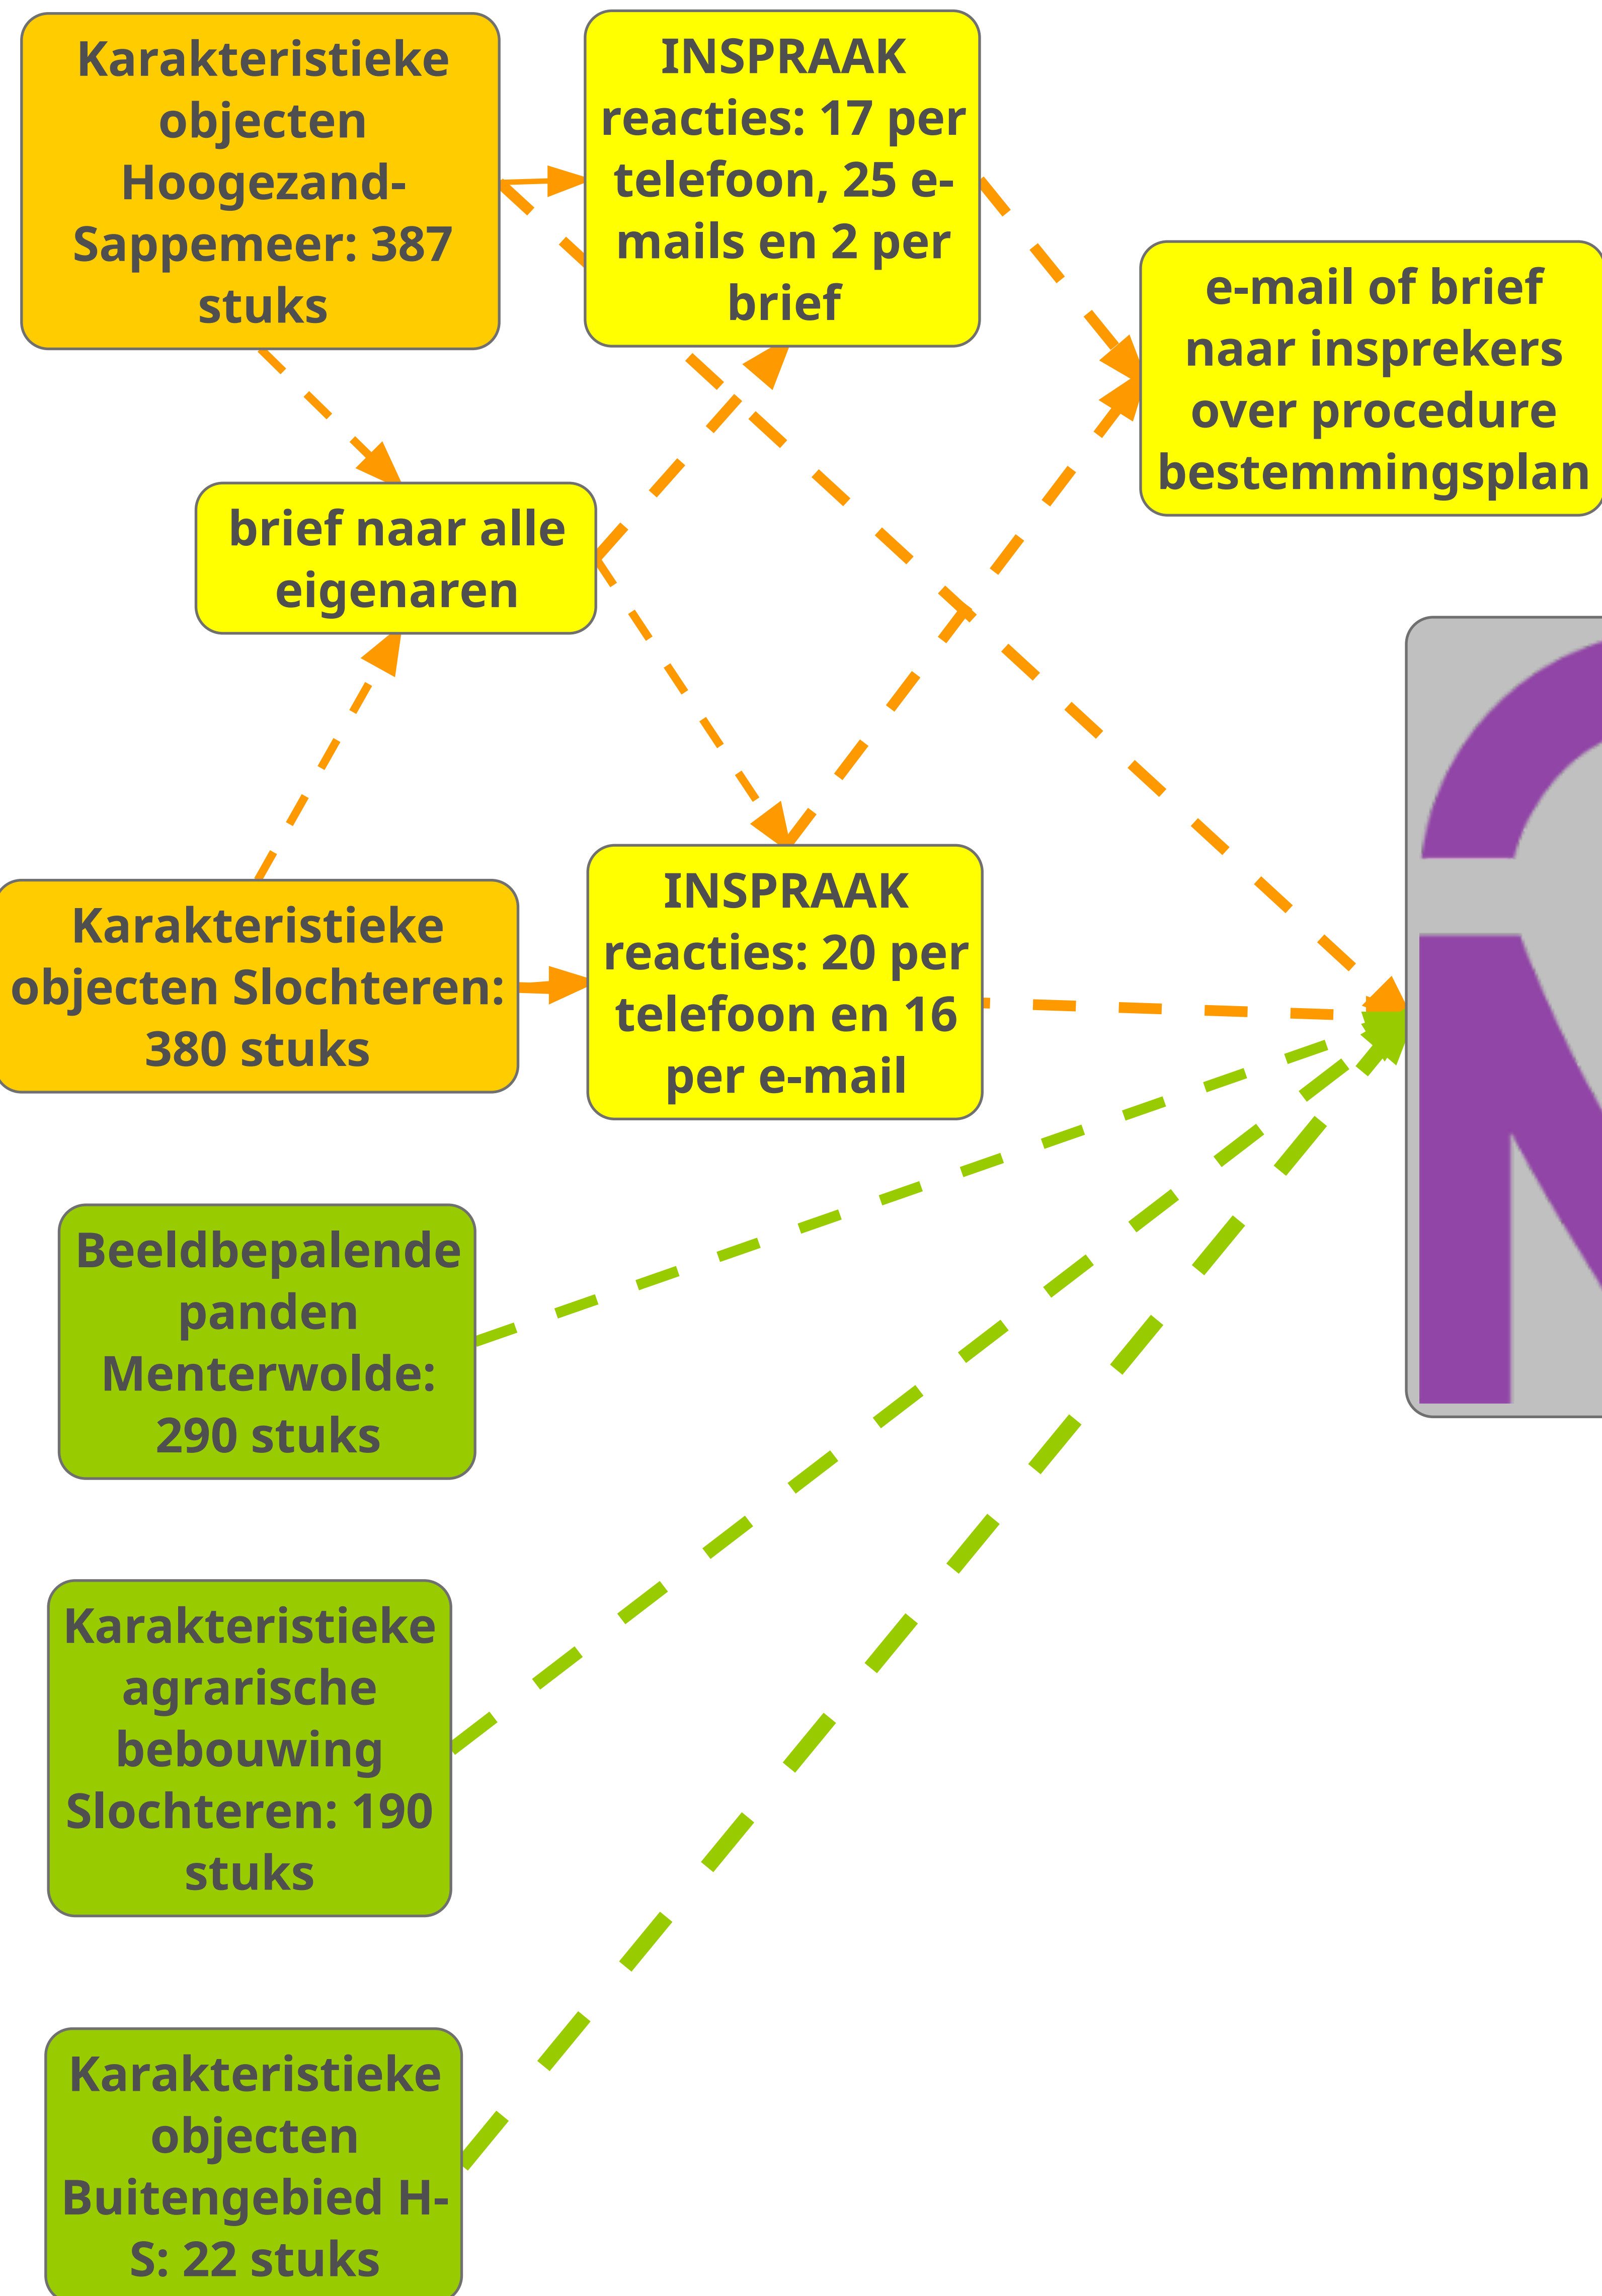 Karakteristieke
objecten
Hoogezand-
Sappemeer: 387
stuks
INSPRAAK
reacties: 17 per
telefoon, 25 e-
mails en 2 per
brief
e-mail of brief
naar insprekers
over procedure
bestemmingsplan
brief naar alle
eigenaren
Karakteristieke
objecten Slochteren:
380 stuks
INSPRAAK
reacties: 20 per
telefoon en 16
per e-mail
Beeldbepalende
panden
Menterwolde:
290 stuks
Karakteristieke
agrarische
bebouwing
Slochteren: 190
stuks
Karakteristieke
objecten
Buitengebied H-
S: 22 stuks